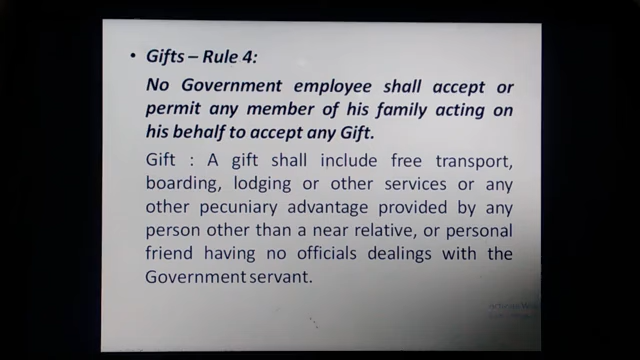 • Gifts – Rule 4:
No Government employee shall accept or
permit any member of his family acting on
his behalf to accept any Gift.
Gift : A gift shall include free transport,
boarding, lodging or other services or any
other pecuniary advantage provided by any
person other than a near relative, or personal
friend having no officials dealings with the
Government servant.